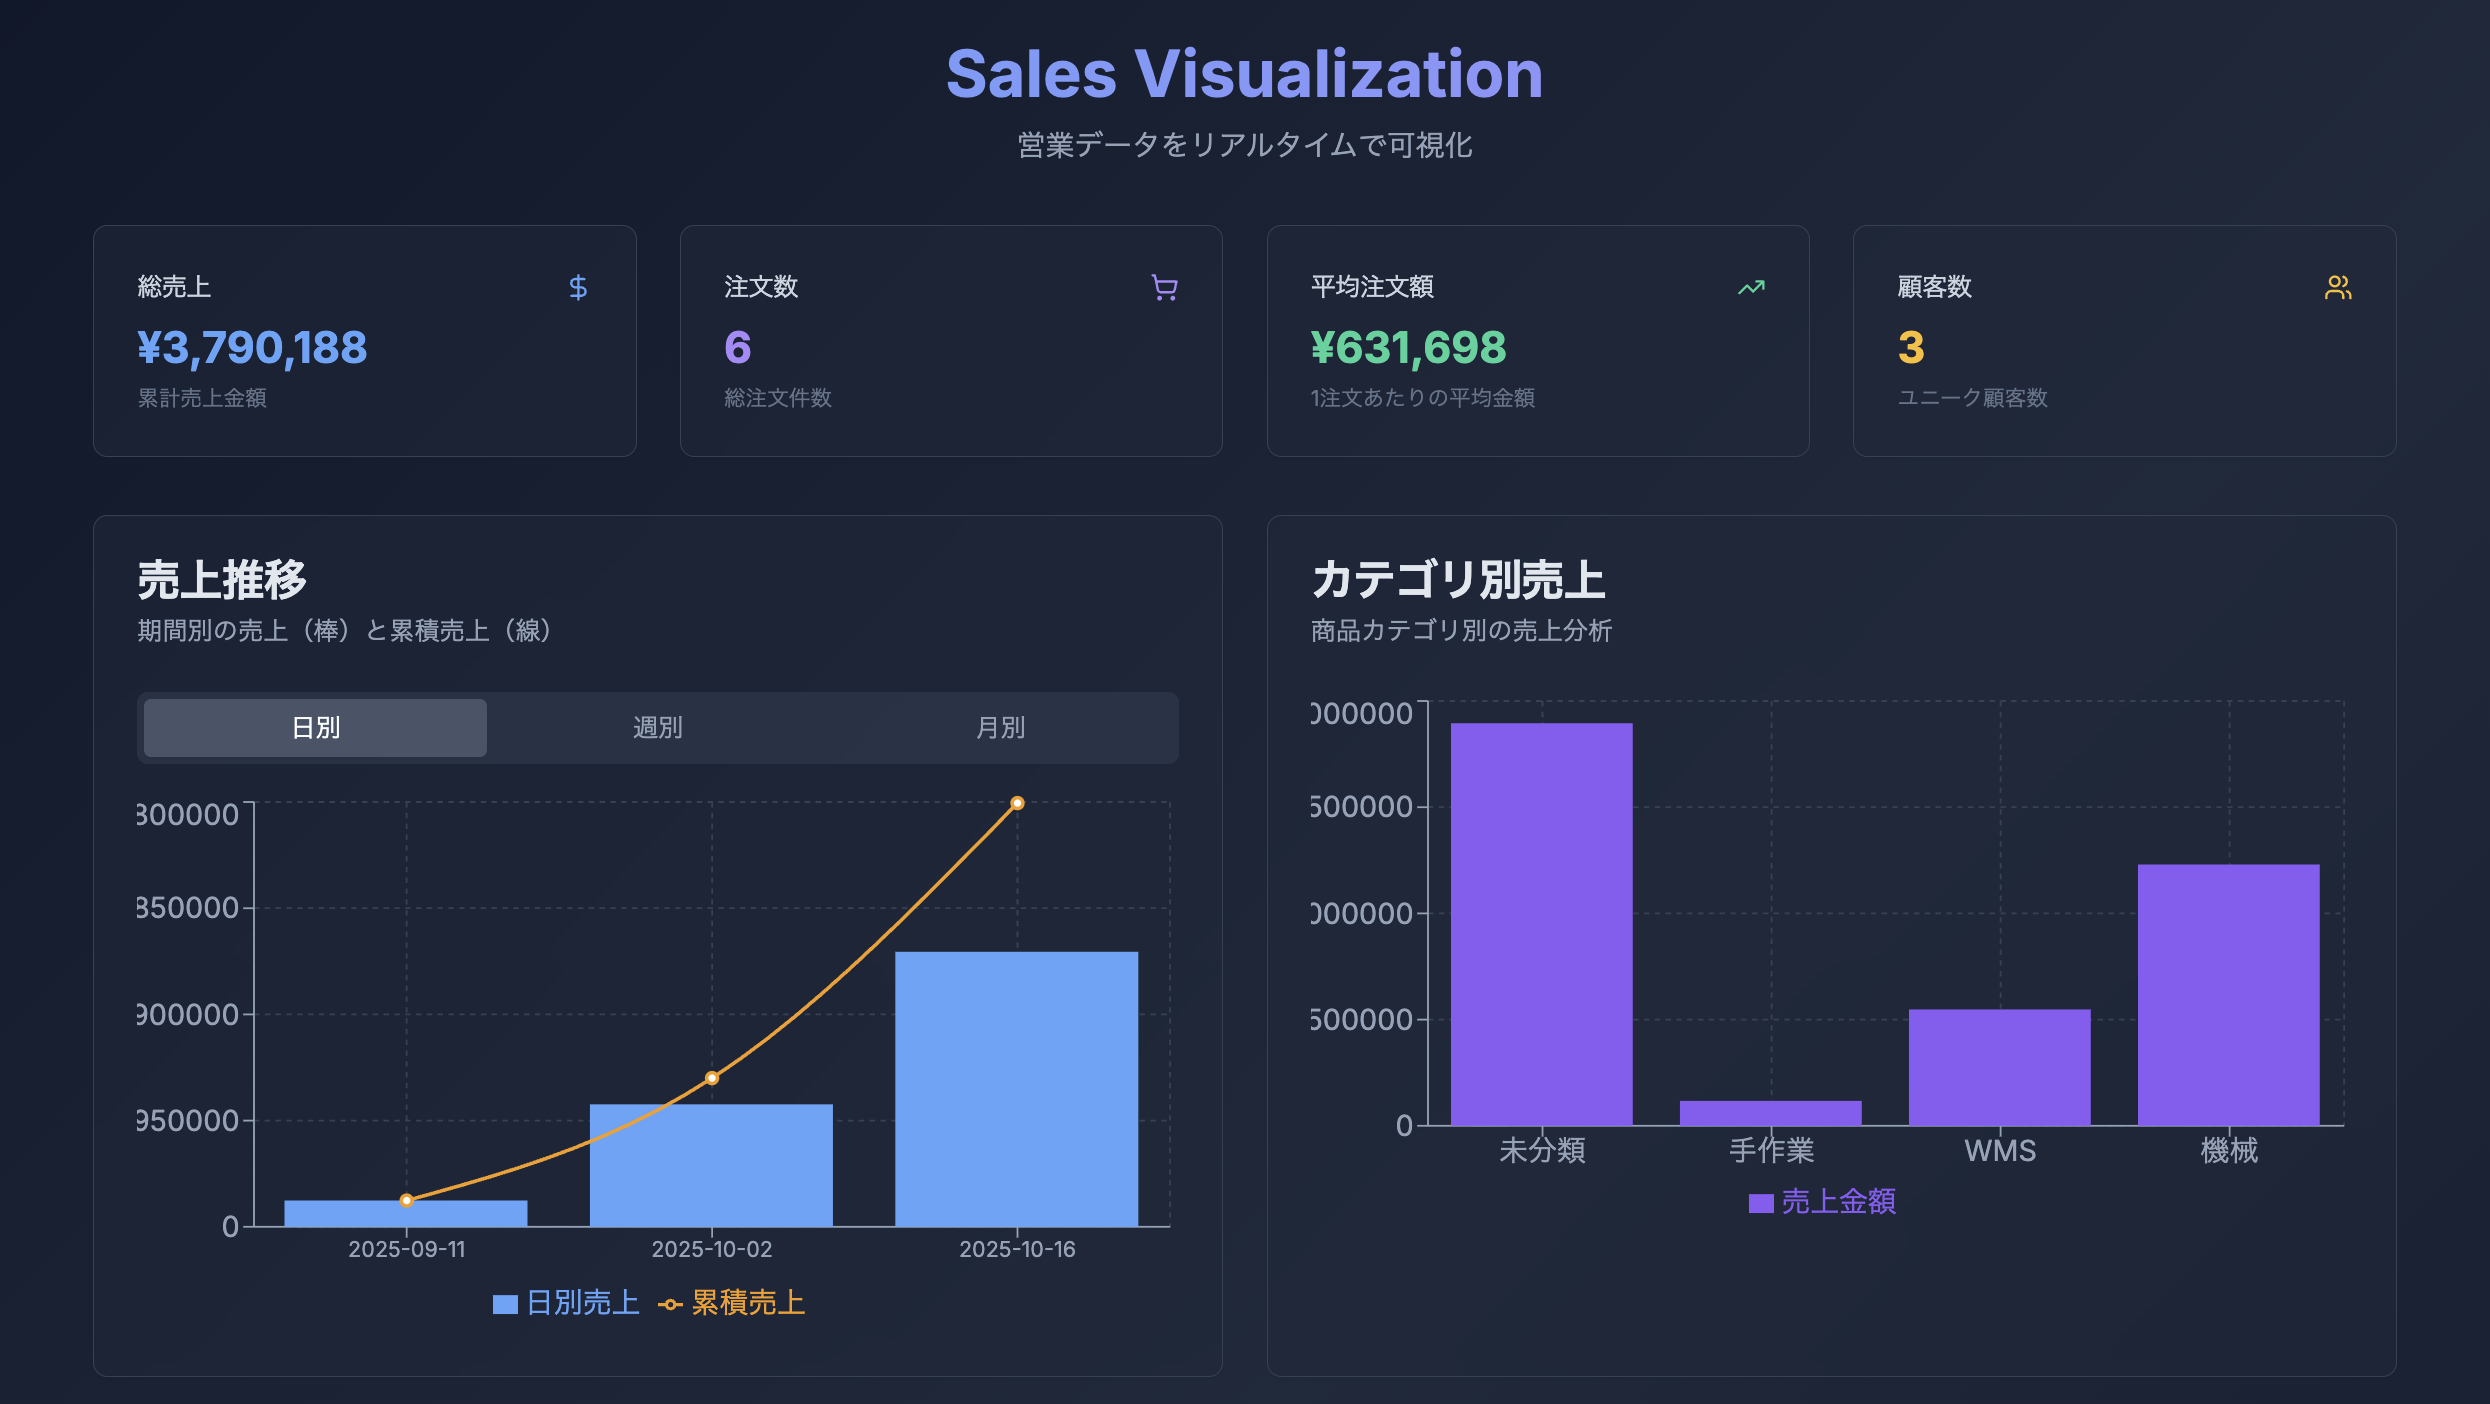 Sales Visualization
営業データをリアルタイムで可視化
総売上
¥3,790,188
累計売上金額
注文数
6
総注文件数
平均注文額
¥631,698
1注文あたりの平均金額
顧客数
3
ユニーク顧客数
売上推移
期間別の売上（棒）と累積売上（線）
日別 週別 月別
800000
850000
900000
950000
0
2025-09-11 2025-10-02 2025-10-16
日別売上 累積売上
カテゴリ別売上
商品カテゴリ別の売上分析
000000
500000
000000
500000
0
未分類 手作業 WMS 機械
売上金額